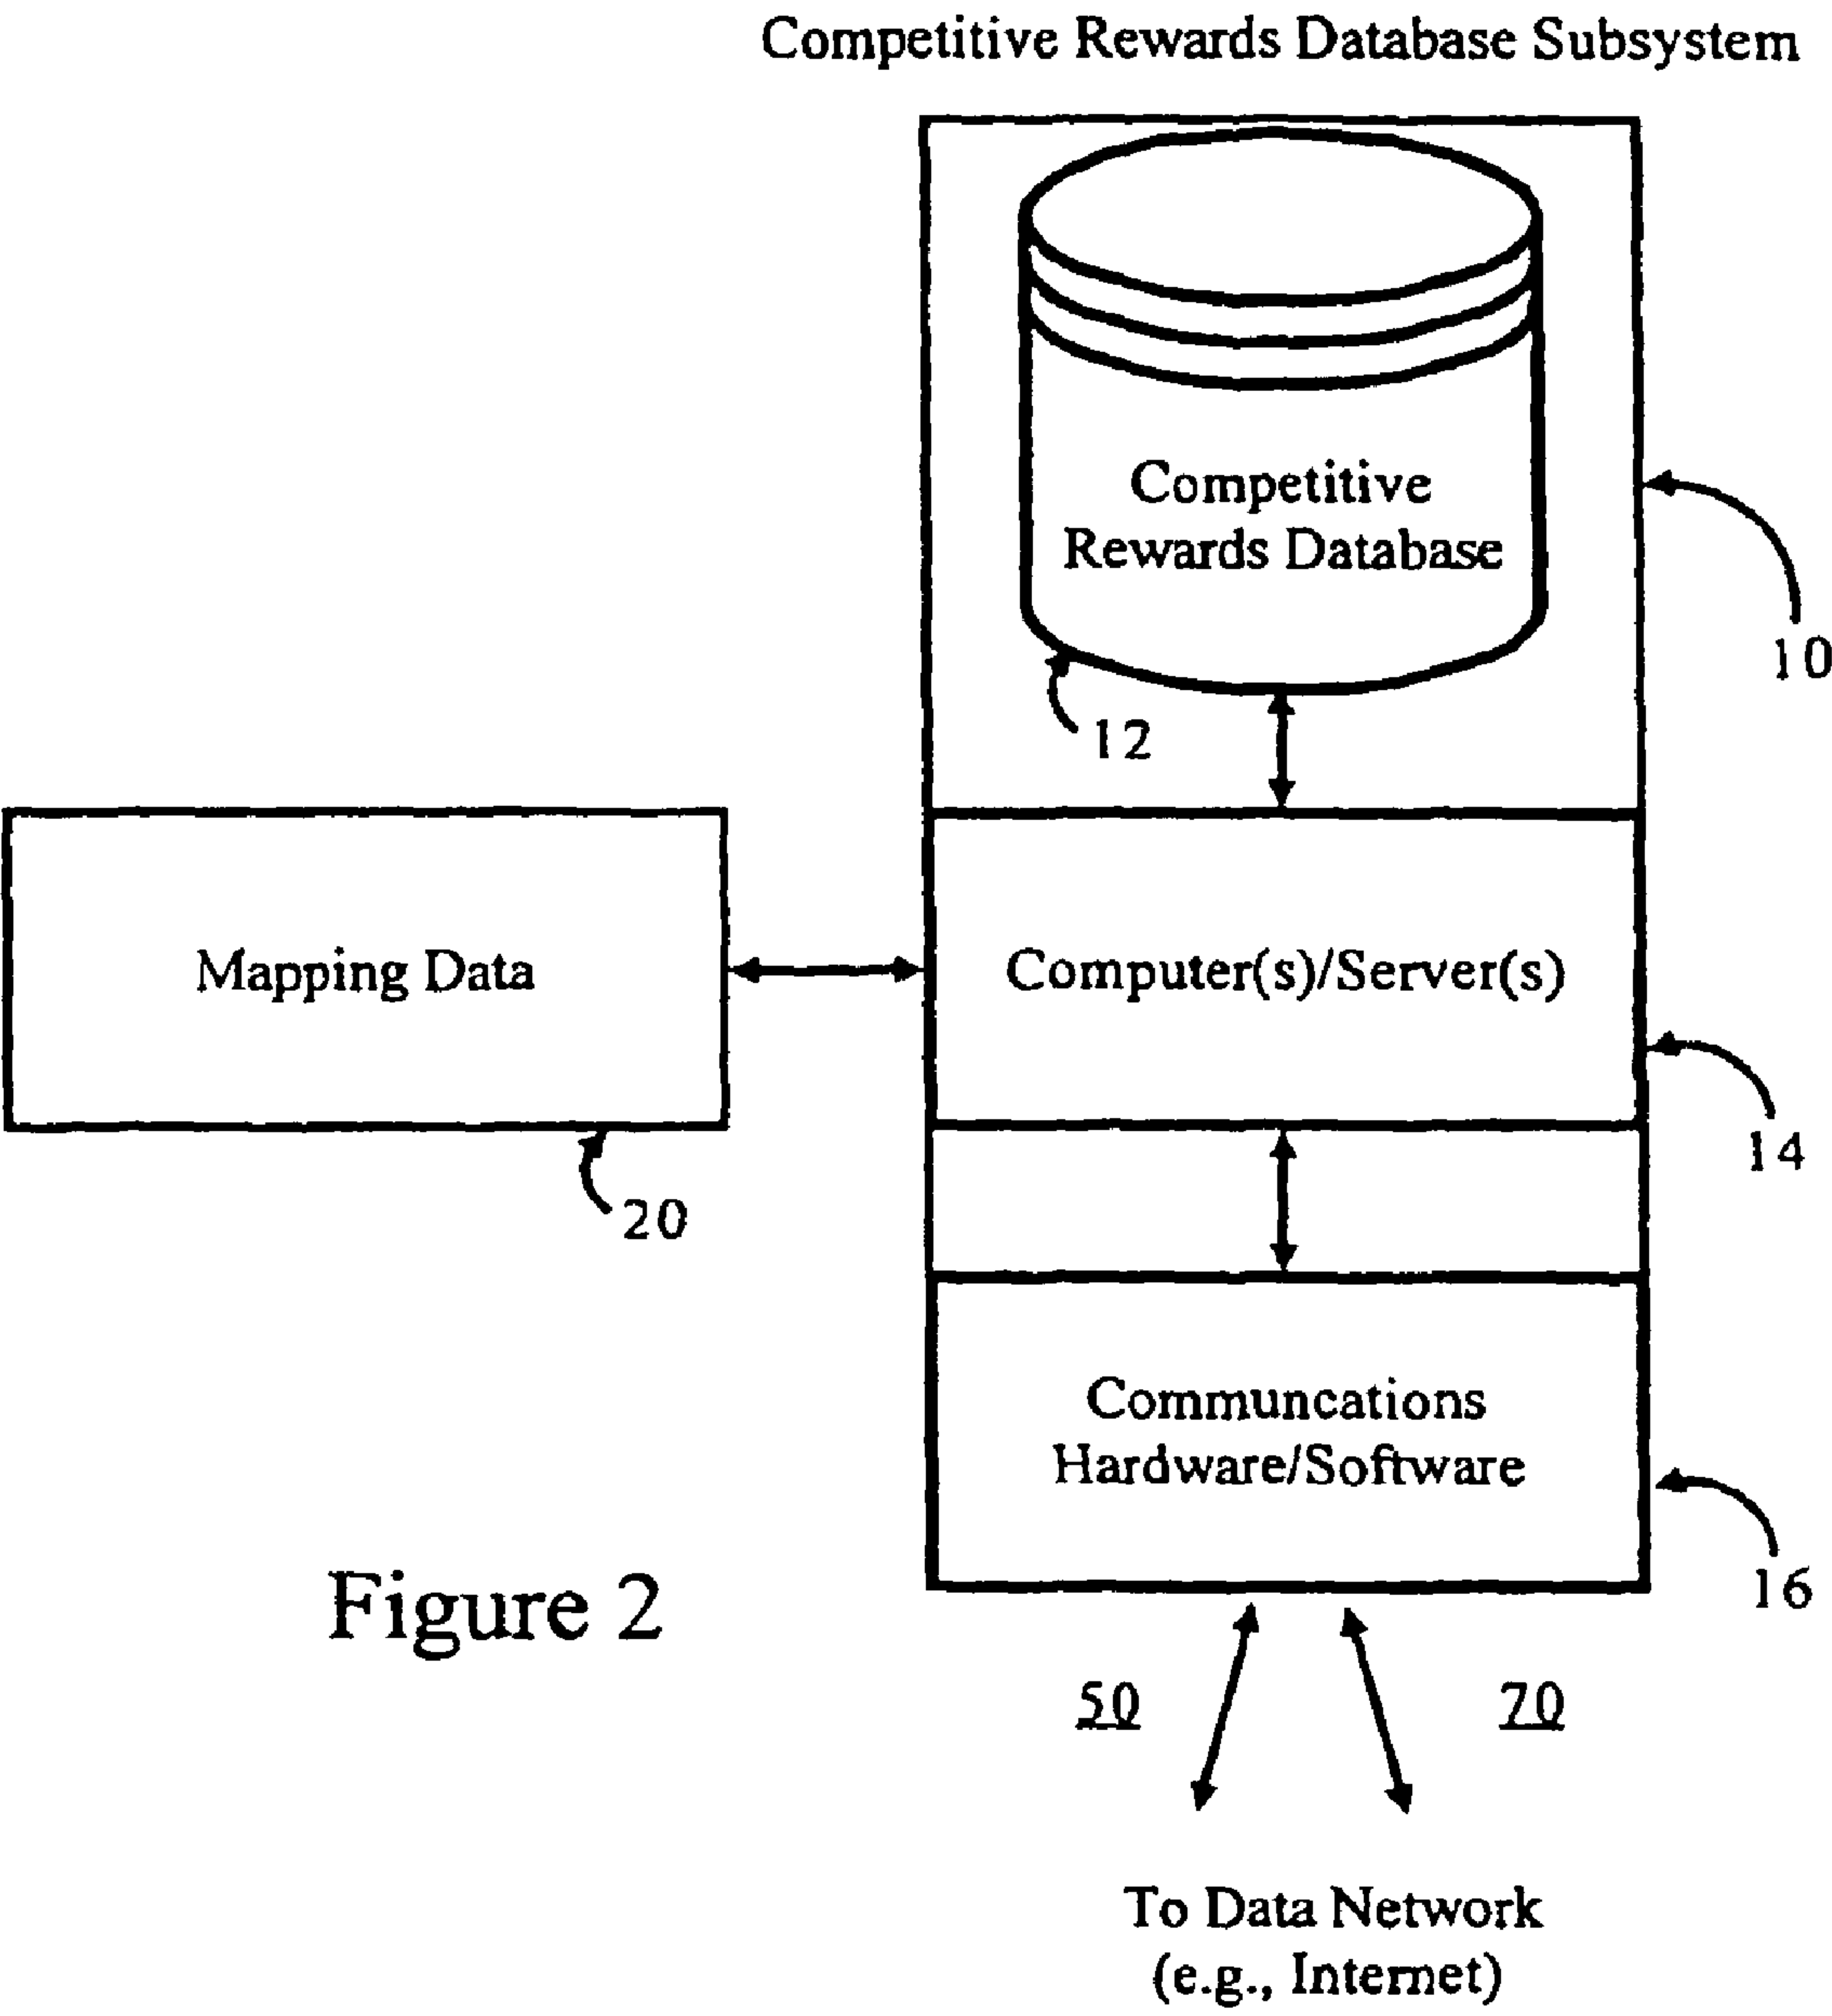 Competitive Rewards Database Subsystem
Competitive
Rewards Database
10
12
Mapping Data
Computer(s)/Server(s)
14
20
Communcations
Hardware/Software
16
Figure 2
50
70
To Data Network
(e.g., Internet)